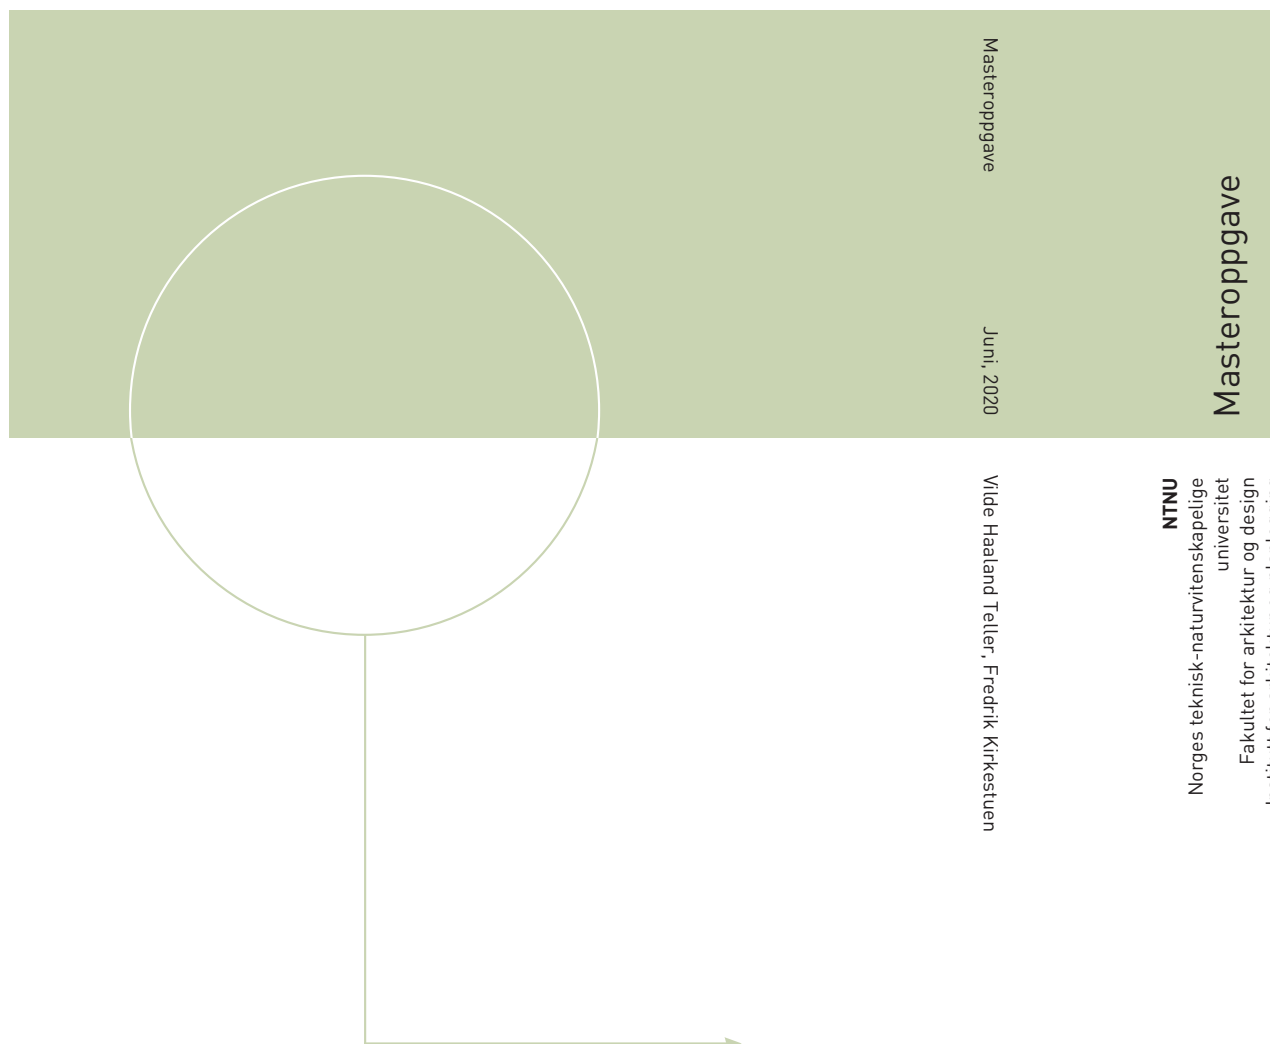 Masteroppgave
Juni, 2020
Vilde Haaland Teller, Fredrik Kirkestuen
Masteroppgave
NTNU
Norges teknisk-naturvitenskapelige
universitet
Fakultet for arkitektur og design